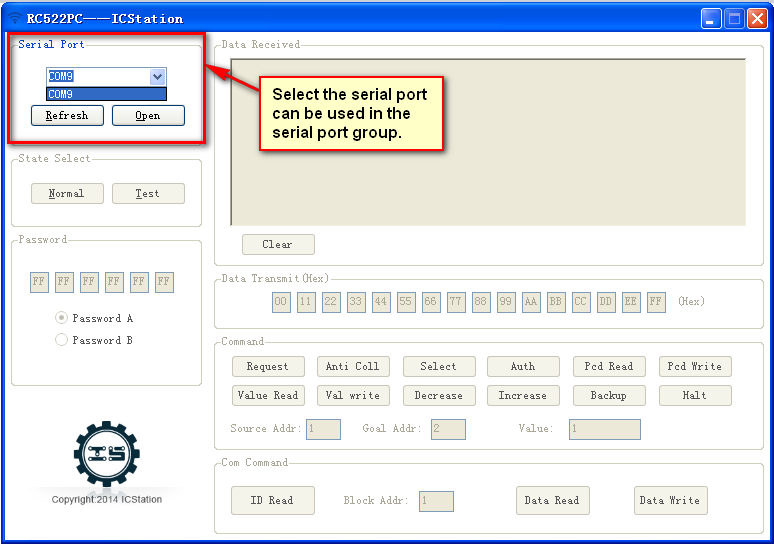 RC522PC——ICStation
Serial Port
COM9
COM9
Refresh Open
Select the serial port
can be used in the
serial port group.
State Select
Normal Test
Password
FF FF FF FF FF FF
Password A
Password B
IS
Copyright:2014 ICStation
Data Received
Clear
Data Transmit(Hex)
00 11 22 33 44 55 66 77 88 99 AA BB CC DD EE FF (Hex)
Command
Request Anti Coll Select Auth Pcd Read Pcd Write
Value Read Val write Decrease Increase Backup Halt
Source Addr: 1 Goal Addr: 2 Value: 1
Com Command
ID Read Block Addr: 1 Data Read Data Write